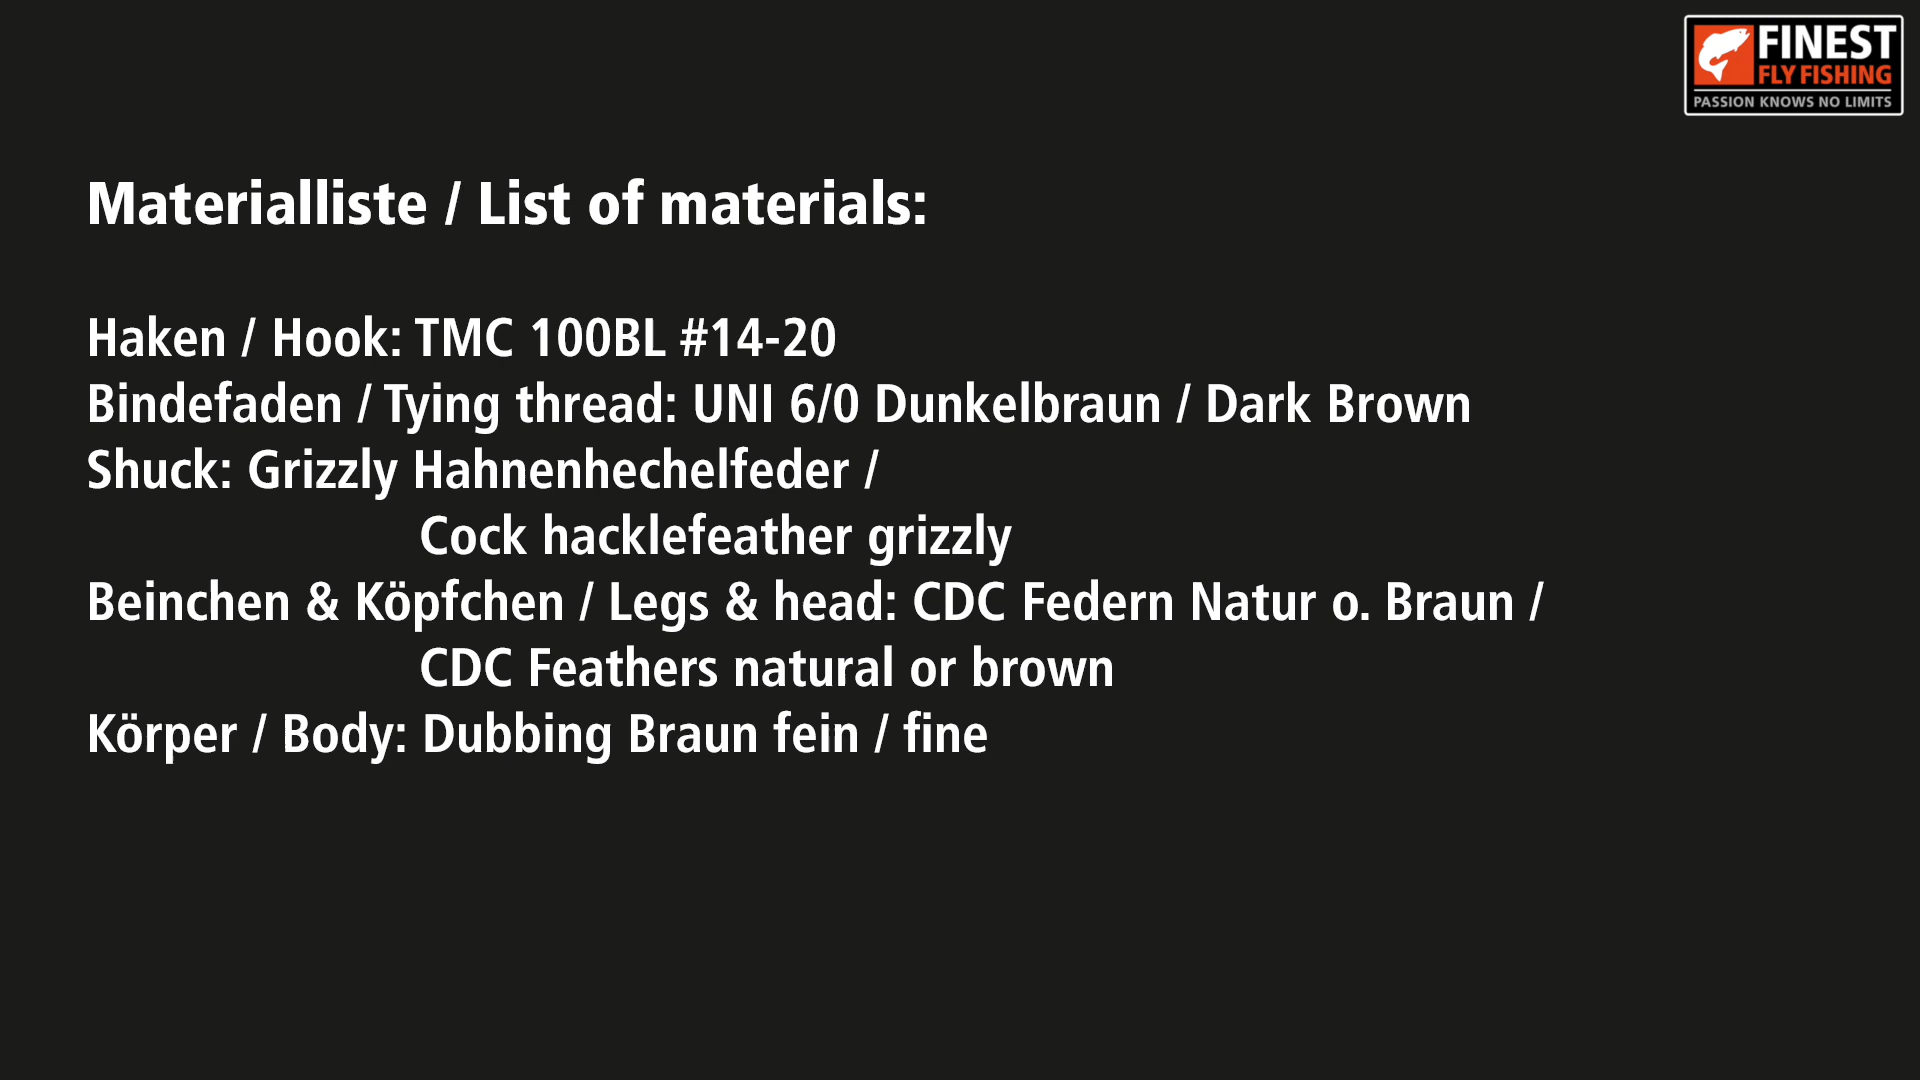 FINEST
FLY FISHING
PASSION KNOWS NO LIMITS
Materialliste / List of materials:
Haken / Hook: TMC 100BL #14-20
Bindefaden / Tying thread: UNI 6/0 Dunkelbraun / Dark Brown
Shuck: Grizzly Hahnenhechelfeder /
Cock hacklefeather grizzly
Beinchen & Köpfchen / Legs & head: CDC Federn Natur o. Braun /
CDC Feathers natural or brown
Körper / Body: Dubbing Braun fein / fine